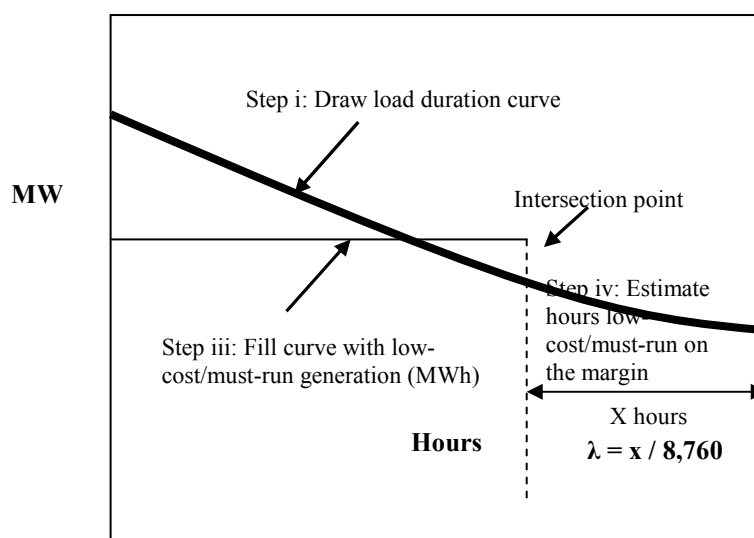 Step i: Draw load duration curve
MW
Intersection point
Step iv: Estimate
hours low-
cost/must-run on
the margin
Step iii: Fill curve with low-
cost/must-run generation (MWh)
X hours
Hours
λ = x / 8,760